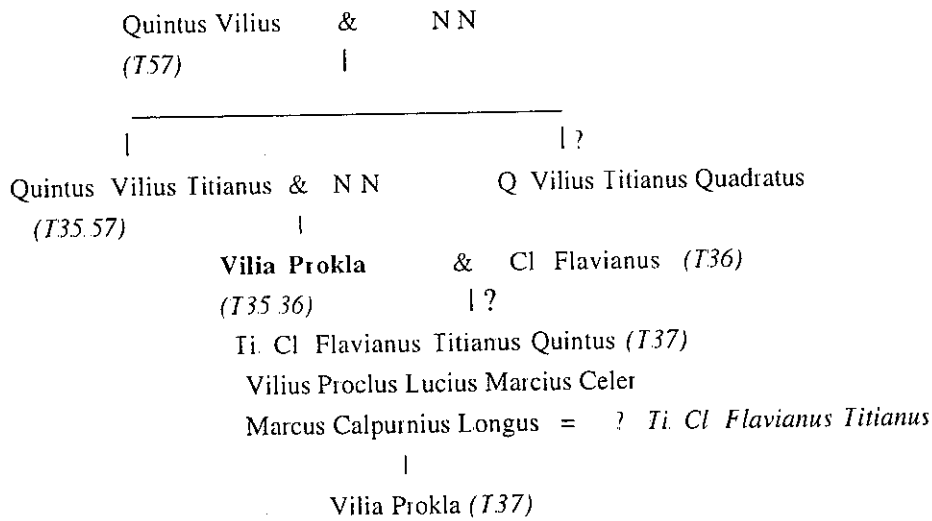 Quintus Vilius & N N
(T57) |
| | ?
Quintus Vilius Titianus & N N Q Vilius Titianus Quadratus
(T35.57) |
Vilia Prokla & Cl Flavianus (T36)
(T35 36) | ?
Ti. Cl Flavianus Titianus Quintus (T37)
Vilius Proclus Lucius Marcius Celer
Marcus Calpurnius Longus = ? Ti. Cl Flavianus Titianus
|
Vilia Prokla (T37)